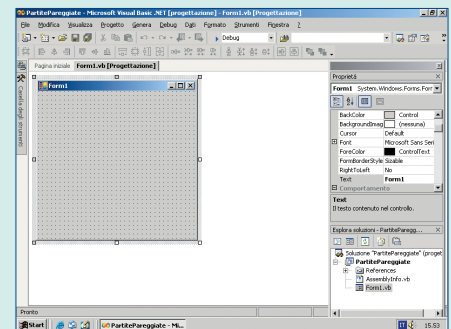 PartitePareggiate - Microsoft Visual Basic .NET [progettazione] - Form1.vb [Progettazione]
File Modifica Visualizza Progetto Genera Debug Dati Formato Strumenti Finestra ?
Debug
Pagina iniziale Form1.vb [Progettazione]
Casella degli strumenti
Form1
Proprietà
Form1 System.Windows.Forms.Forr
BackColor Control
BackgroundImag (nessuna)
Cursor Default
Font Microsoft Sans Seri
ForeColor ControlText
FormBorderStyle Sizable
RightToLeft No
Text Form1
Comportamento
Text
Il testo contenuto nel controllo.
Esplora soluzioni - PartitePareg...
Soluzione "PartitePareggiate" (proget
PartitePareggiate
References
AssemblyInfo.vb
Form1.vb
Pronto
Start
PartitePareggiate - Mi...
IT
15.53